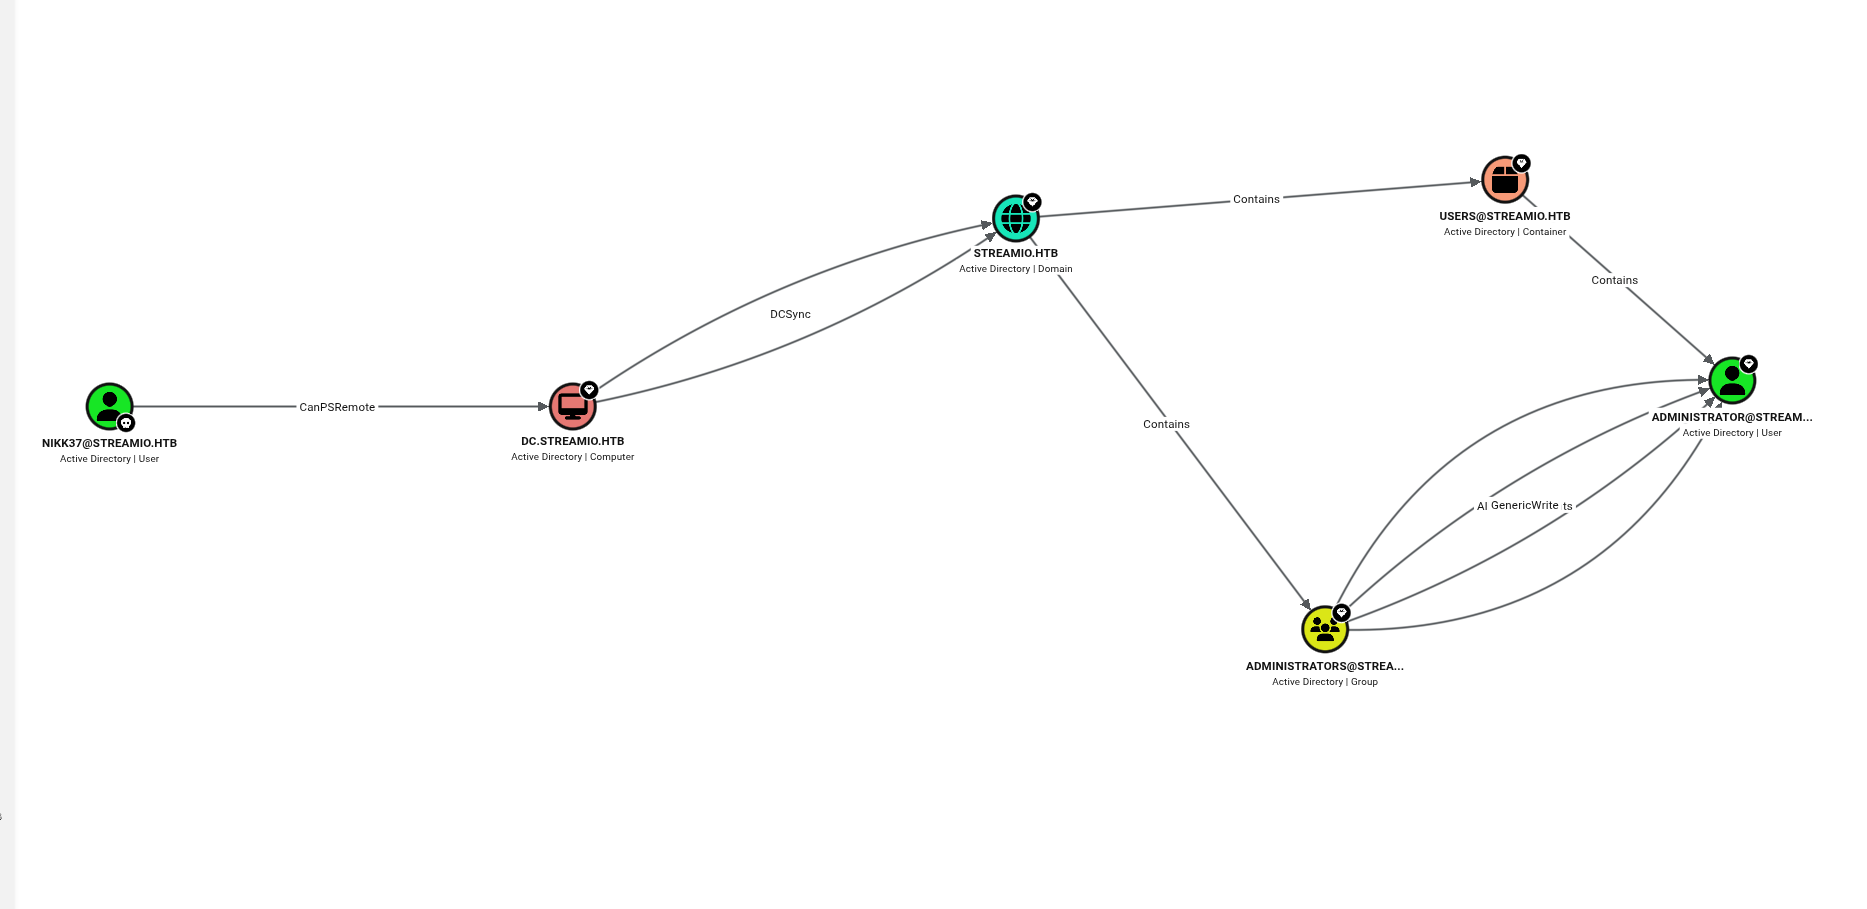 Contains
USERS@STREAMIO.HTB
Active Directory | Container
STREAMIO.HTB
Active Directory | Domain
Contains
DCSync
CanPSRemote
NIKK37@STREAMIO.HTB
Active Directory | User
DC.STREAMIO.HTB
Active Directory | Computer
Contains
ADMINISTRATOR@STREAM...
Active Directory | User
GenericWrite
ADMINISTRATORS@STREA...
Active Directory | Group